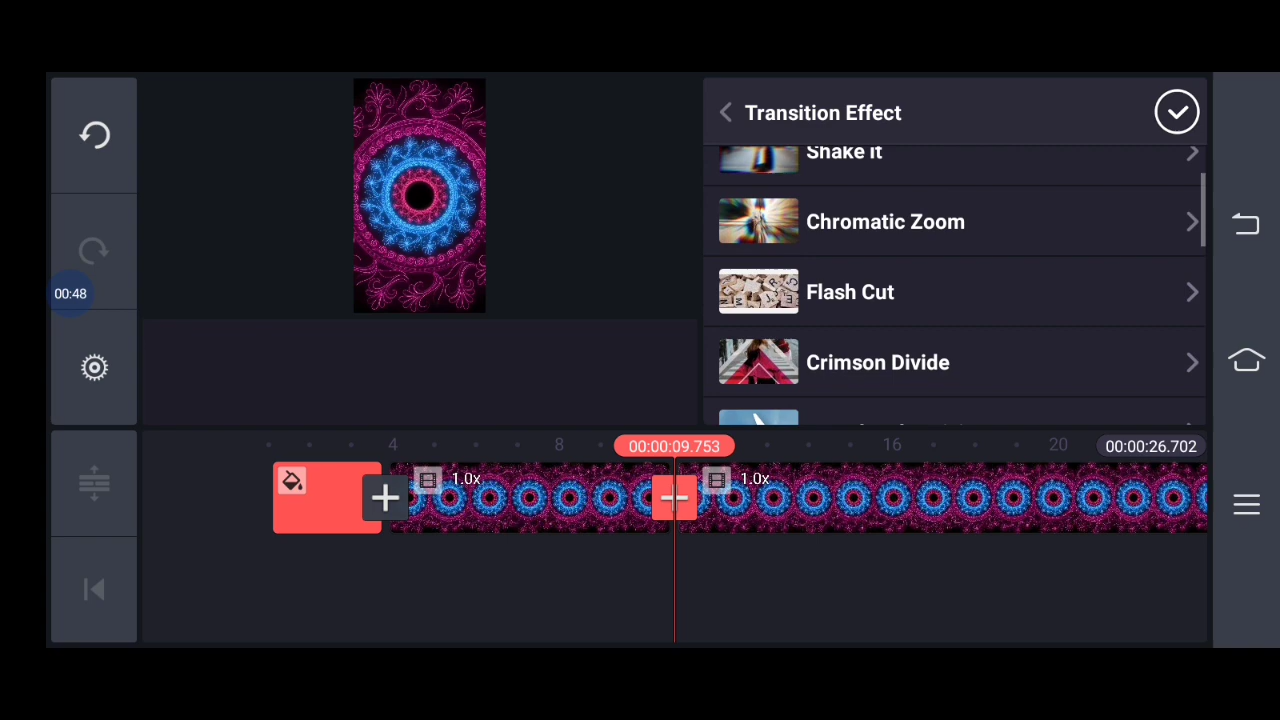 Transition Effect
Shake it
Chromatic Zoom
00:48
Flash Cut
Crimson Divide
4
8
00:00:09.753
16
20
00:00:26.702
1.0x
1.0x